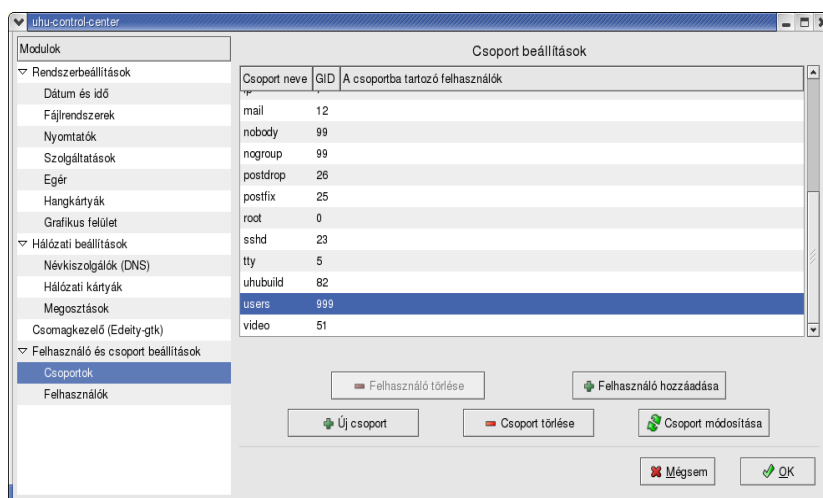 uhu-control-center
Modulok
Rendszerbeállítások
Dátum és idő
Fájlrendszerek
Nyomtatók
Szolgáltatások
Egér
Hangkártyák
Grafikus felület
Hálózati beállítások
Névkiszolgálók (DNS)
Hálózati kártyák
Megosztások
Csomagkezelő (Edeity-gtk)
Felhasználó és csoport beállítások
Csoportok
Felhasználók
Csoport beállítások
Csoport neve GID A csoportba tartozó felhasználók
mail 12
nobody 99
nogroup 99
postdrop 26
postfix 25
root 0
sshd 23
tty 5
uhubuild 82
users 999
video 51
Felhasználó törlése
Felhasználó hozzáadása
Új csoport
Csoport törlése
Csoport módosítása
Mégsem
OK